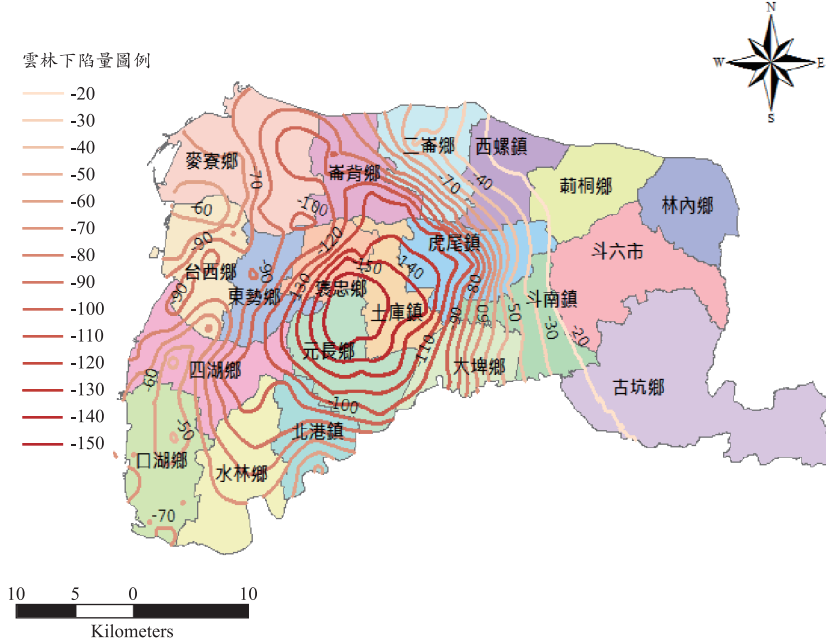 N
W
E
S
雲林下陷量圖例
-20
-30
-40
-50
-60
-70
-80
-90
-100
-110
-120
-130
-140
-150
麥寮鄉
崙背鄉
二崙鄉
西螺鎮
莿桐鄉
林內鄉
70
-100
-70
-40
-60
-90
-120
虎尾鎮
斗六市
台西鄉
-90
150
-140
-90
東勢鄉
-130
褒忠鄉
土庫鎮
80
斗南鎮
90
60
-50
-30
-20
元長鄉
-110
大埤鄉
四湖鄉
60
古坑鄉
-100
-50
北港鎮
口湖鄉
水林鄉
-70
10 5 0 10
Kilometers